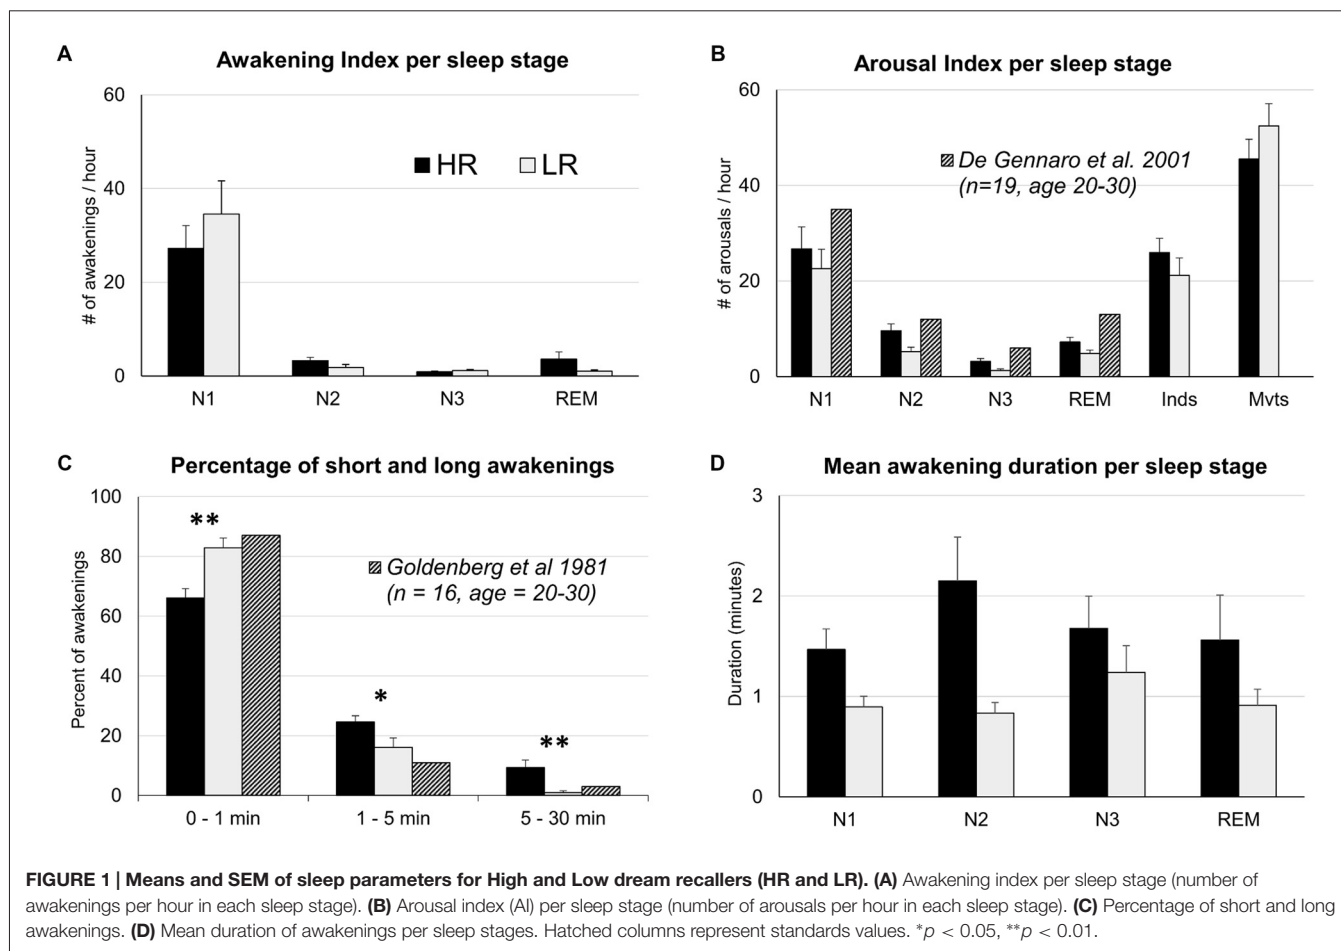 A
Awakening Index per sleep stage
# of awakenings / hour
60
40
20
0
HR
LR
N1
N2
N3
REM
B
Arousal Index per sleep stage
# of arousals / hour
60
40
20
0
De Gennaro et al. 2001
(n=19, age 20-30)
N1
N2
N3
REM
Inds
Mvts
C
Percentage of short and long awakenings
Percent of awakenings
100
80
60
40
20
0
**
*
**
Goldenberg et al 1981
(n = 16, age = 20-30)
0 - 1 min
1 - 5 min
5 - 30 min
D
Mean awakening duration per sleep stage
Duration (minutes)
3
2
1
0
N1
N2
N3
REM
FIGURE 1 | Means and SEM of sleep parameters for High and Low dream recallers (HR and LR). (A) Awakening index per sleep stage (number of
awakenings per hour in each sleep stage). (B) Arousal index (AI) per sleep stage (number of arousals per hour in each sleep stage). (C) Percentage of short and long
awakenings. (D) Mean duration of awakenings per sleep stages. Hatched columns represent standards values. *p < 0.05, **p < 0.01.